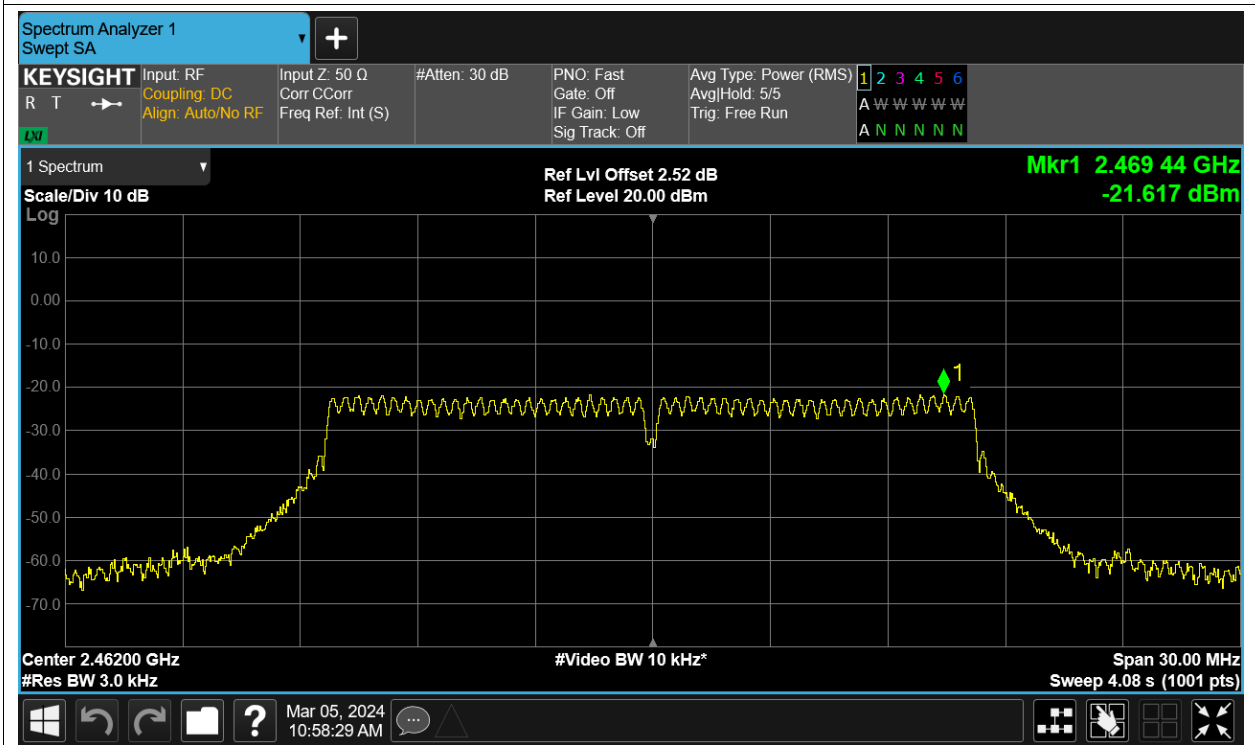 Spectrum Analyzer 1
Swept SA
KEYSIGHT
R T
LXI
Input: RF
Coupling: DC
Align: Auto/No RF
Input Z: 50 Ω
Corr CCorr
Freq Ref: Int (S)
#Atten: 30 dB
PNO: Fast
Gate: Off
IF Gain: Low
Sig Track: Off
Avg Type: Power (RMS)
Avg|Hold: 5/5
Trig: Free Run
1 2 3 4 5 6
A W W W W W
A N N N N N
1 Spectrum
Scale/Div 10 dB
Log
Ref Lvl Offset 2.52 dB
Ref Level 20.00 dBm
Mkr1 2.469 44 GHz
-21.617 dBm
10.0
0.00
-10.0
-20.0
-30.0
-40.0
-50.0
-60.0
-70.0
1
Center 2.46200 GHz
#Res BW 3.0 kHz
#Video BW 10 kHz*
Span 30.00 MHz
Sweep 4.08 s (1001 pts)
?
Mar 05, 2024
10:58:29 AM